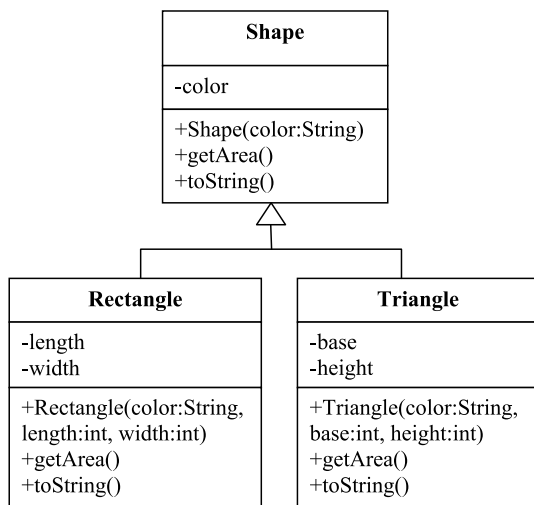 Shape
-color
+Shape(color:String)
+getArea()
+toString()
Rectangle
-length
-width
+Rectangle(color:String,
length:int, width:int)
+getArea()
+toString()
Triangle
-base
-height
+Triangle(color:String,
base:int, height:int)
+getArea()
+toString()